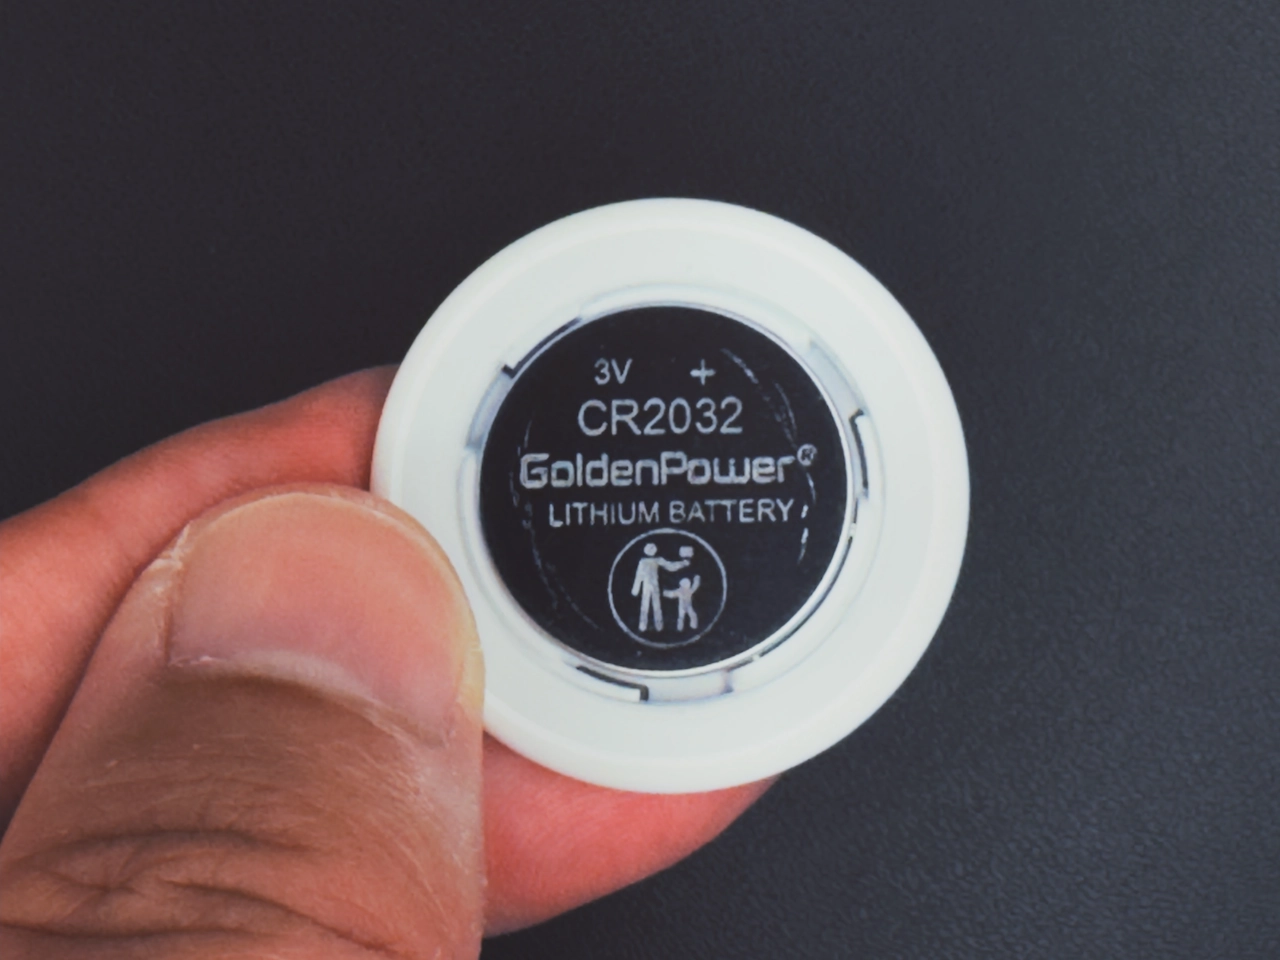 3V +
CR2032
GoldenPower®
LITHIUM BATTERY